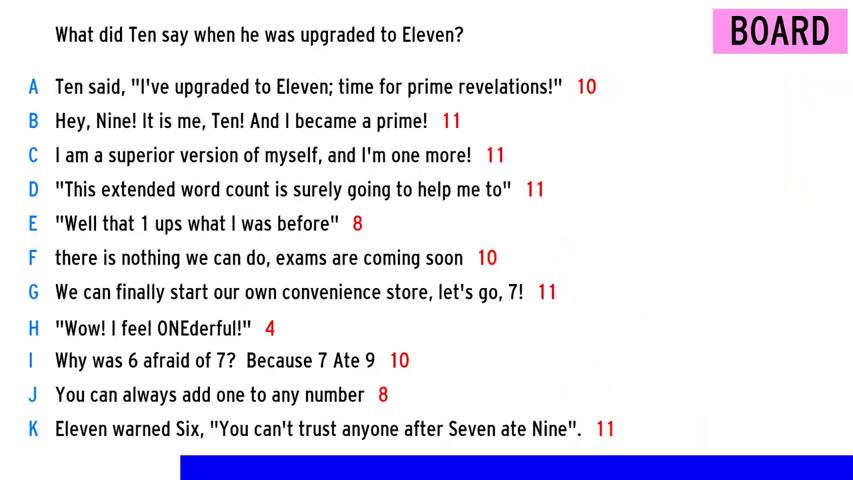 What did Ten say when he was upgraded to Eleven?
BOARD
A Ten said, "I've upgraded to Eleven; time for prime revelations!" 10
B Hey, Nine! It is me, Ten! And I became a prime! 11
C I am a superior version of myself, and I'm one more! 11
D "This extended word count is surely going to help me to" 11
E "Well that 1 ups what I was before" 8
F there is nothing we can do, exams are coming soon 10
G We can finally start our own convenience store, let's go, 7! 11
H "Wow! I feel ONEderful!" 4
I Why was 6 afraid of 7? Because 7 Ate 9 10
J You can always add one to any number 8
K Eleven warned Six, "You can't trust anyone after Seven ate Nine". 11